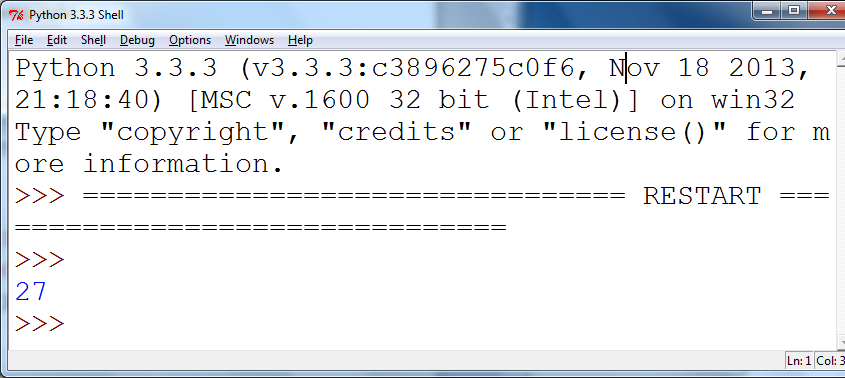 Python 3.3.3 Shell
File Edit Shell Debug Options Windows Help
Python 3.3.3 (v3.3.3:c3896275c0f6, Nov 18 2013,
21:18:40) [MSC v.1600 32 bit (Intel)] on win32
Type "copyright", "credits" or "license()" for m
ore information.
>>> ================================ RESTART ===
=============================
>>>
27
>>>
Ln: 1 Col: 3